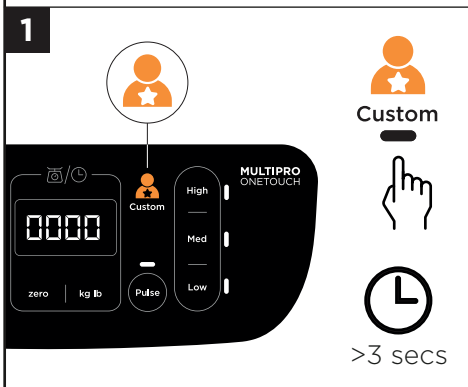 1
Custom
MULTIPRO
ONETOUCH
Custom
High
0000
Med
zero kg lb
Pulse
Low
>3 secs